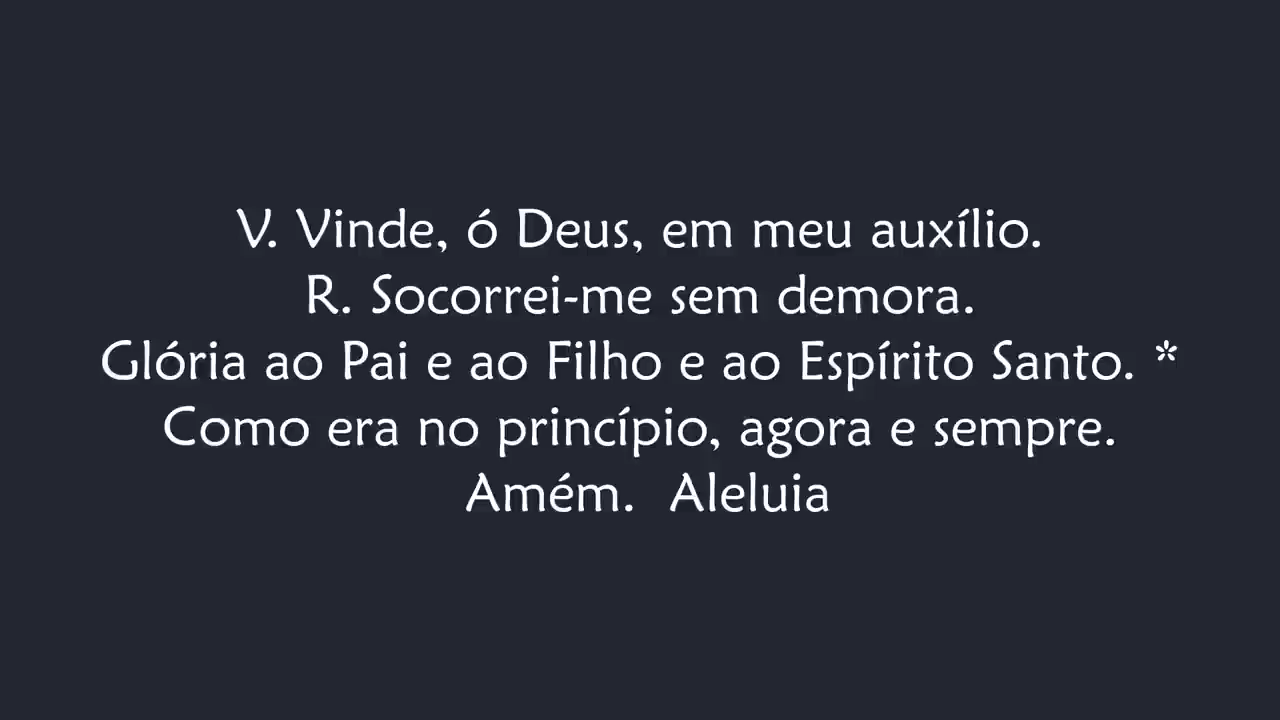 V. Vinde, ó Deus, em meu auxílio.
R. Socorrei-me sem demora.
Glória ao Pai e ao Filho e ao Espírito Santo. *
Como era no princípio, agora e sempre.
Amém.  Aleluia